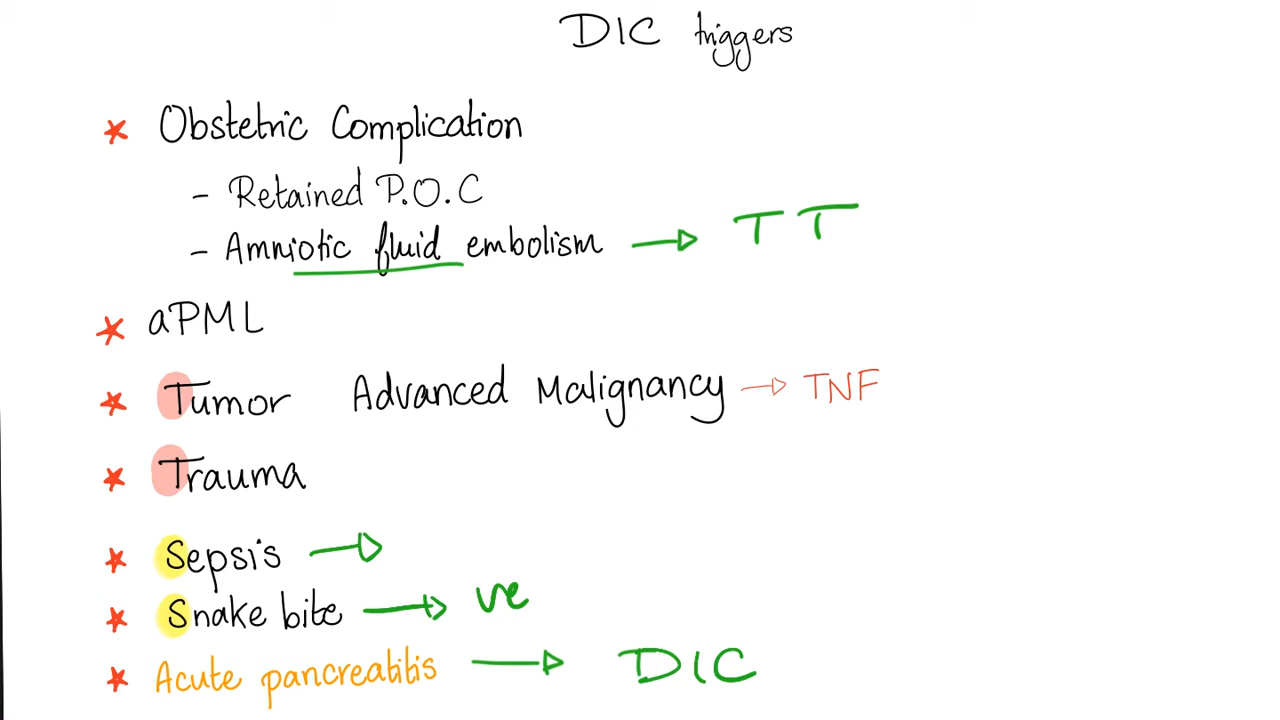 DIC triggers
Obstetric Complication
- Retained P.O.C
- Amniotic fluid embolism → TT
aPML
Tumor Advanced Malignancy → TNF
Trauma
Sepsis →
Snake bite → ve
Acute pancreatitis → DIC